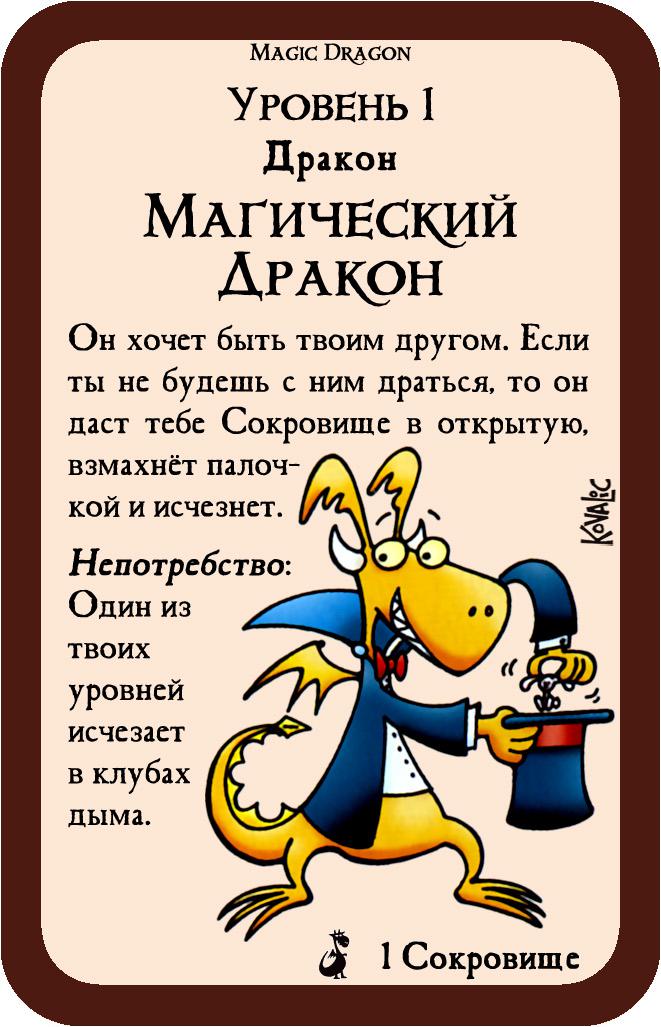 Magic Dragon
Уровень 1
Дракон
Магический
Дракон
Он хочет быть твоим другом. Если
ты не будешь с ним драться, то он
даст тебе Сокровище в открытую,
взмахнёт палоч-
кой и исчезнет.
Kovalic
Непотребство:
Один из
твоих
уровней
исчезает
в клубах
дыма.
1 Сокровище